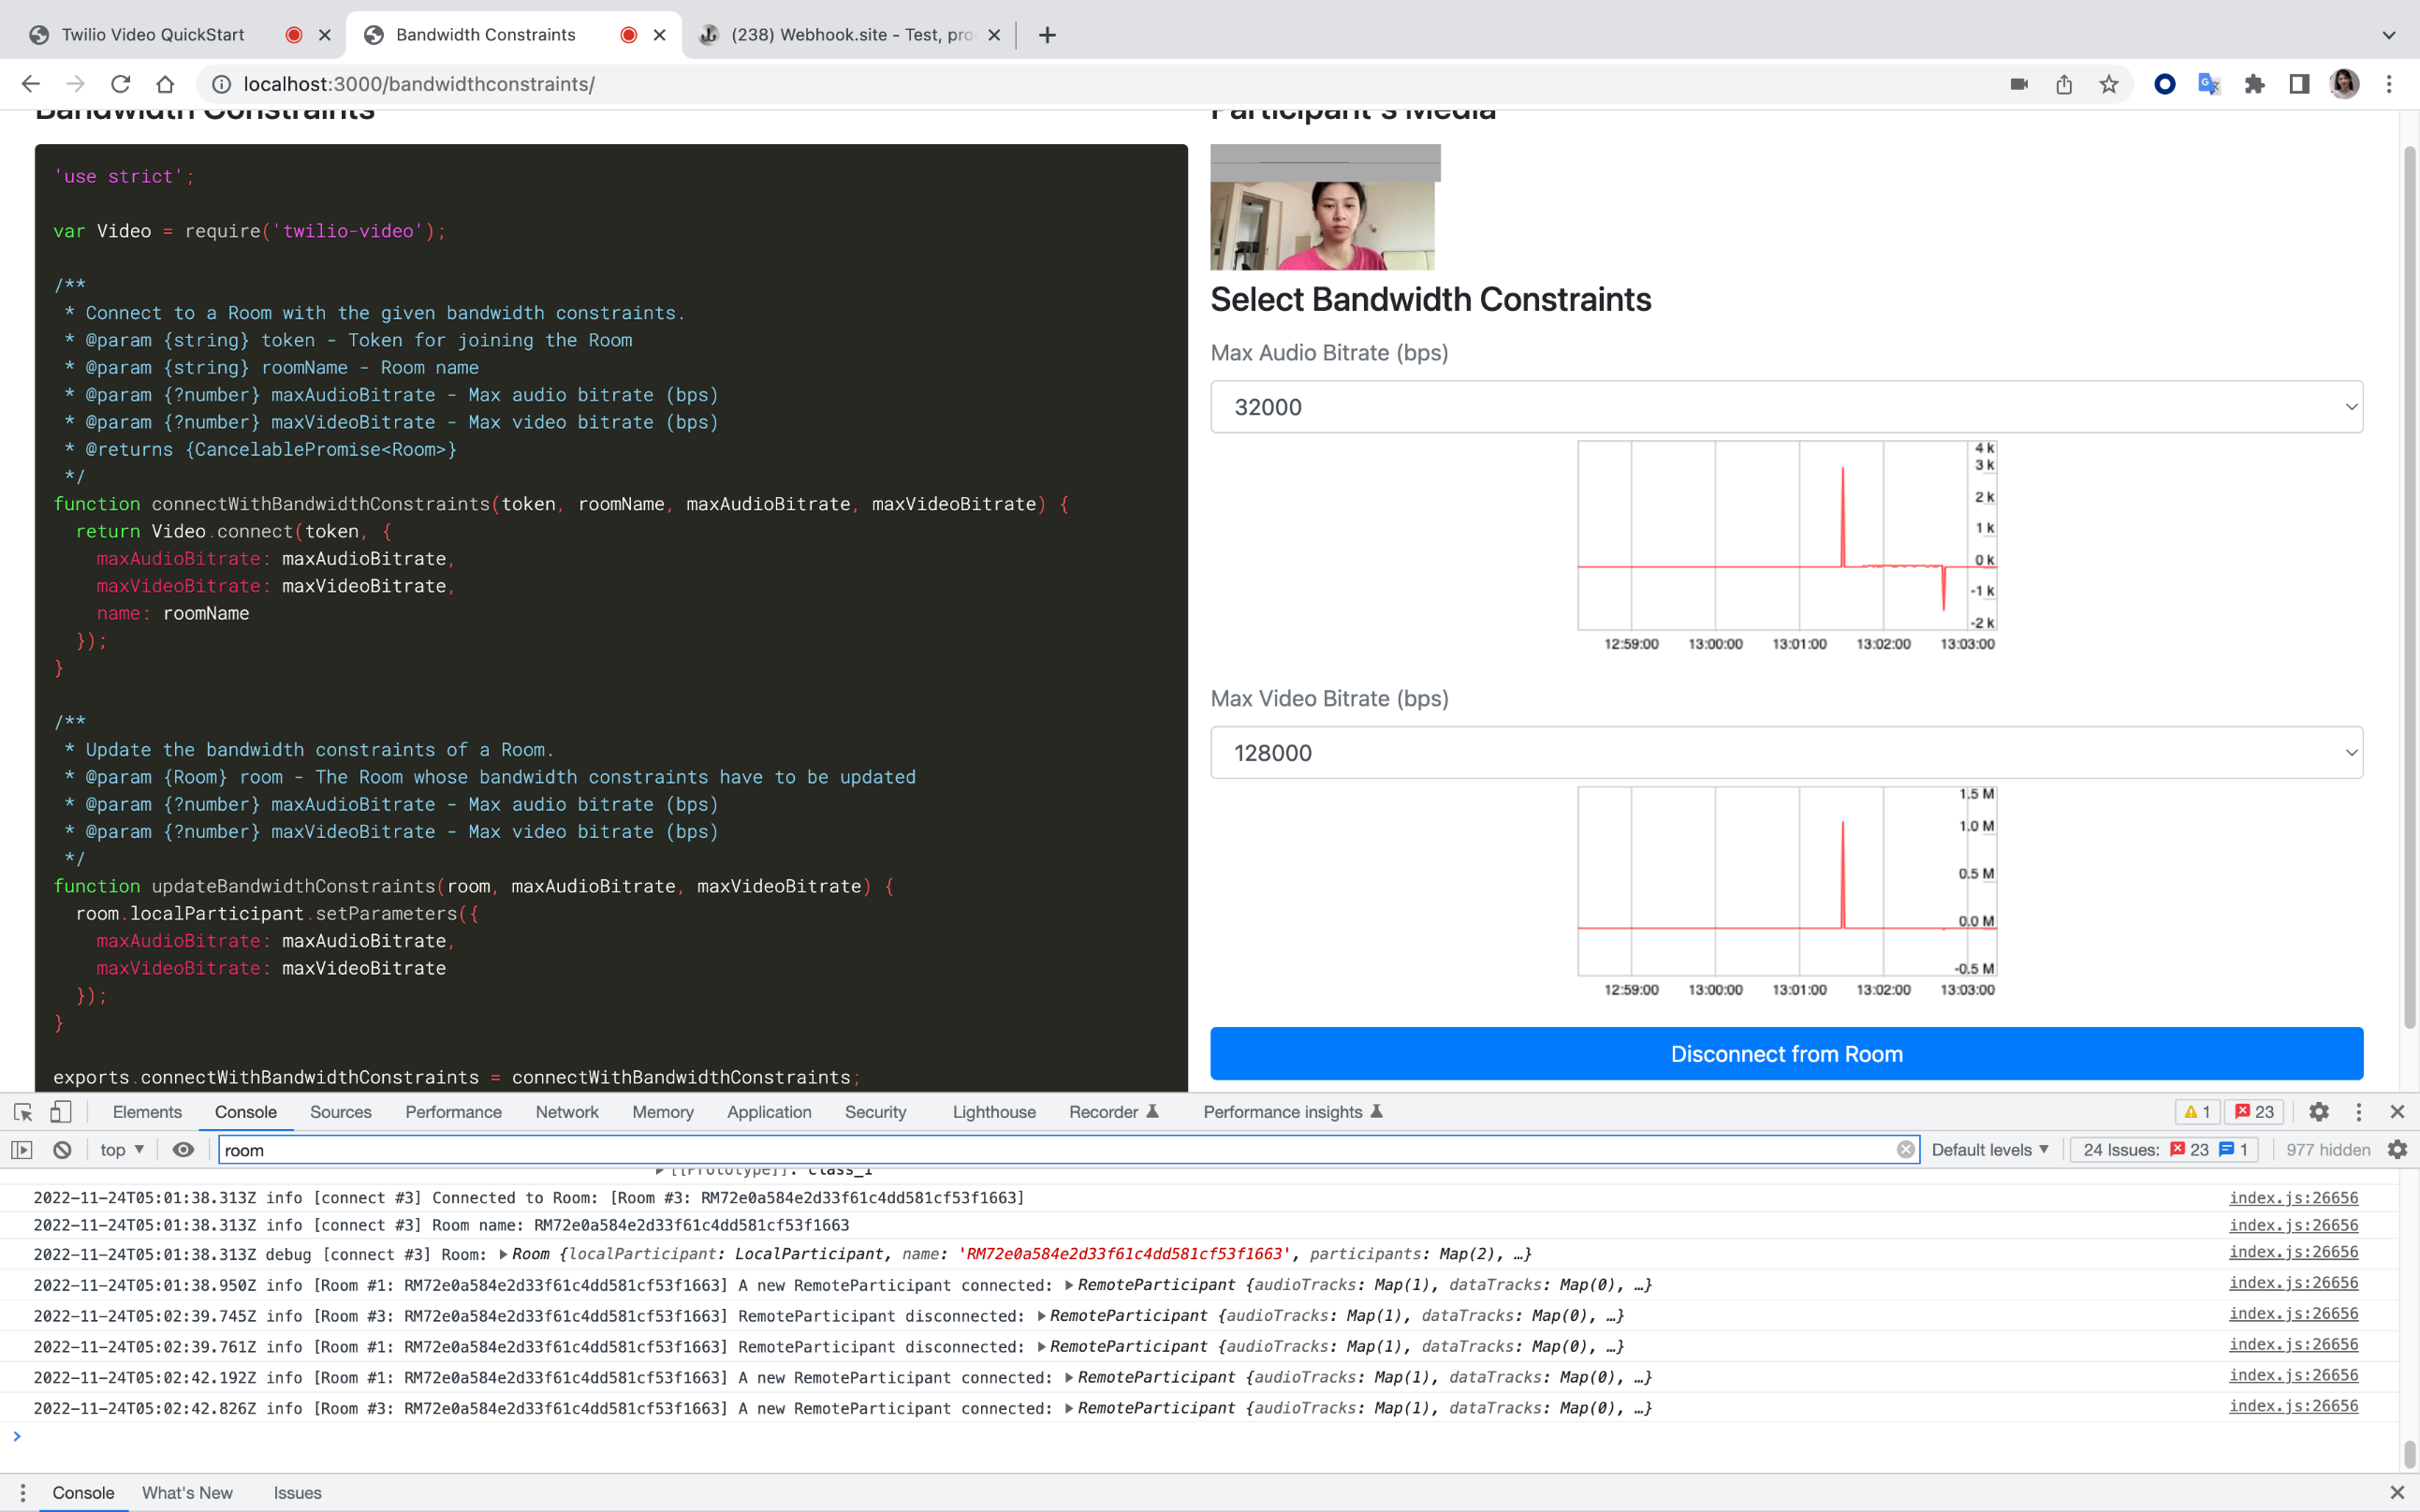 Twilio Video QuickStart
Bandwidth Constraints
(238) Webhook.site - Test, pro
localhost:3000/bandwidthconstraints/
Bandwidth Constraints
'use strict';
var Video = require('twilio-video');
/**
* Connect to a Room with the given bandwidth constraints.
* @param {string} token - Token for joining the Room
* @param {string} roomName - Room name
* @param {?number} maxAudioBitrate - Max audio bitrate (bps)
* @param {?number} maxVideoBitrate - Max video bitrate (bps)
* @returns {CancelablePromise<Room>}
*/
function connectWithBandwidthConstraints(token, roomName, maxAudioBitrate, maxVideoBitrate) {
return Video.connect(token, {
maxAudioBitrate: maxAudioBitrate,
maxVideoBitrate: maxVideoBitrate,
name: roomName
});
}
/**
* Update the bandwidth constraints of a Room.
* @param {Room} room - The Room whose bandwidth constraints have to be updated
* @param {?number} maxAudioBitrate - Max audio bitrate (bps)
* @param {?number} maxVideoBitrate - Max video bitrate (bps)
*/
function updateBandwidthConstraints(room, maxAudioBitrate, maxVideoBitrate) {
room.localParticipant.setParameters({
maxAudioBitrate: maxAudioBitrate,
maxVideoBitrate: maxVideoBitrate
});
}
exports.connectWithBandwidthConstraints = connectWithBandwidthConstraints;
Participant's Media
Select Bandwidth Constraints
Max Audio Bitrate (bps)
32000
4 k
3 k
2 k
1 k
0 k
-1 k
-2 k
12:59:00 13:00:00 13:01:00 13:02:00 13:03:00
Max Video Bitrate (bps)
128000
1.5 M
1.0 M
0.5 M
0.0 M
-0.5 M
12:59:00 13:00:00 13:01:00 13:02:00 13:03:00
Disconnect from Room
Elements Console Sources Performance Network Memory Application Security Lighthouse Recorder Performance insights 1 23
top room Default levels 24 Issues: 23 1 977 hidden
[[Prototype]]: Class_1
2022-11-24T05:01:38.313Z info [connect #3] Connected to Room: [Room #3: RM72e0a584e2d33f61c4dd581cf53f1663] index.js:26656
2022-11-24T05:01:38.313Z info [connect #3] Room name: RM72e0a584e2d33f61c4dd581cf53f1663 index.js:26656
2022-11-24T05:01:38.313Z debug [connect #3] Room: Room {localParticipant: LocalParticipant, name: 'RM72e0a584e2d33f61c4dd581cf53f1663', participants: Map(2), …} index.js:26656
2022-11-24T05:01:38.950Z info [Room #1: RM72e0a584e2d33f61c4dd581cf53f1663] A new RemoteParticipant connected: RemoteParticipant {audioTracks: Map(1), dataTracks: Map(0), …} index.js:26656
2022-11-24T05:02:39.745Z info [Room #3: RM72e0a584e2d33f61c4dd581cf53f1663] RemoteParticipant disconnected: RemoteParticipant {audioTracks: Map(1), dataTracks: Map(0), …} index.js:26656
2022-11-24T05:02:39.761Z info [Room #1: RM72e0a584e2d33f61c4dd581cf53f1663] RemoteParticipant disconnected: RemoteParticipant {audioTracks: Map(1), dataTracks: Map(0), …} index.js:26656
2022-11-24T05:02:42.192Z info [Room #1: RM72e0a584e2d33f61c4dd581cf53f1663] A new RemoteParticipant connected: RemoteParticipant {audioTracks: Map(1), dataTracks: Map(0), …} index.js:26656
2022-11-24T05:02:42.826Z info [Room #3: RM72e0a584e2d33f61c4dd581cf53f1663] A new RemoteParticipant connected: RemoteParticipant {audioTracks: Map(1), dataTracks: Map(0), …} index.js:26656
Console What's New Issues